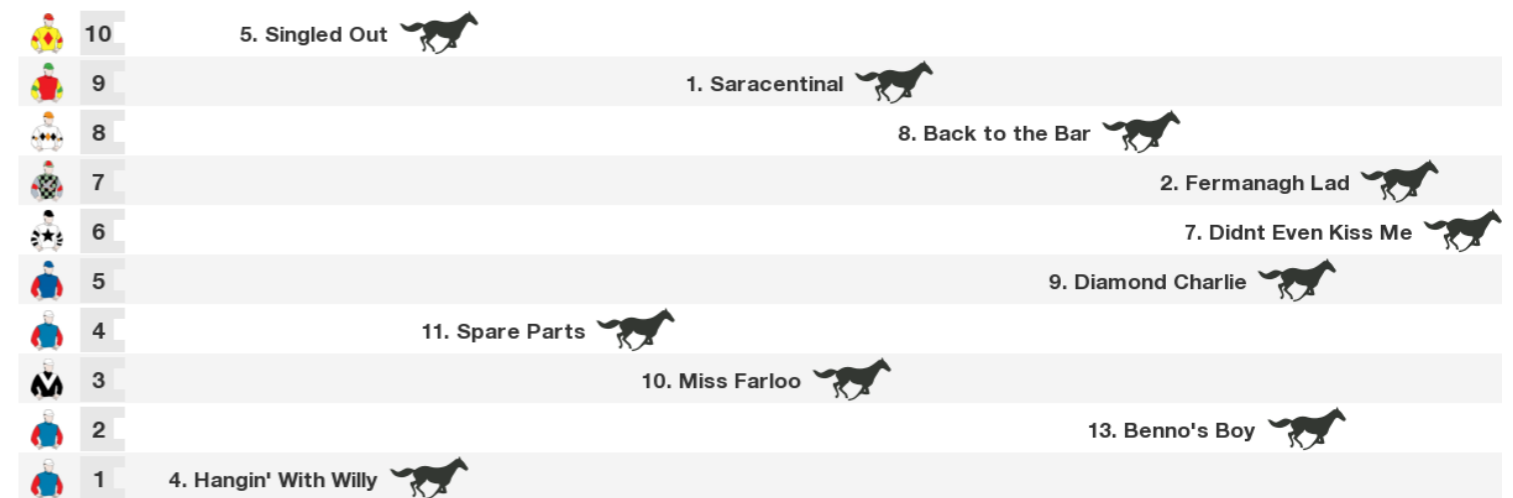 10 5. Singled Out
9 1. Saracentinal
8 8. Back to the Bar
7 2. Fermanagh Lad
6 7. Didnt Even Kiss Me
5 9. Diamond Charlie
4 11. Spare Parts
3 10. Miss Farloo
2 13. Benno's Boy
1 4. Hangin' With Willy